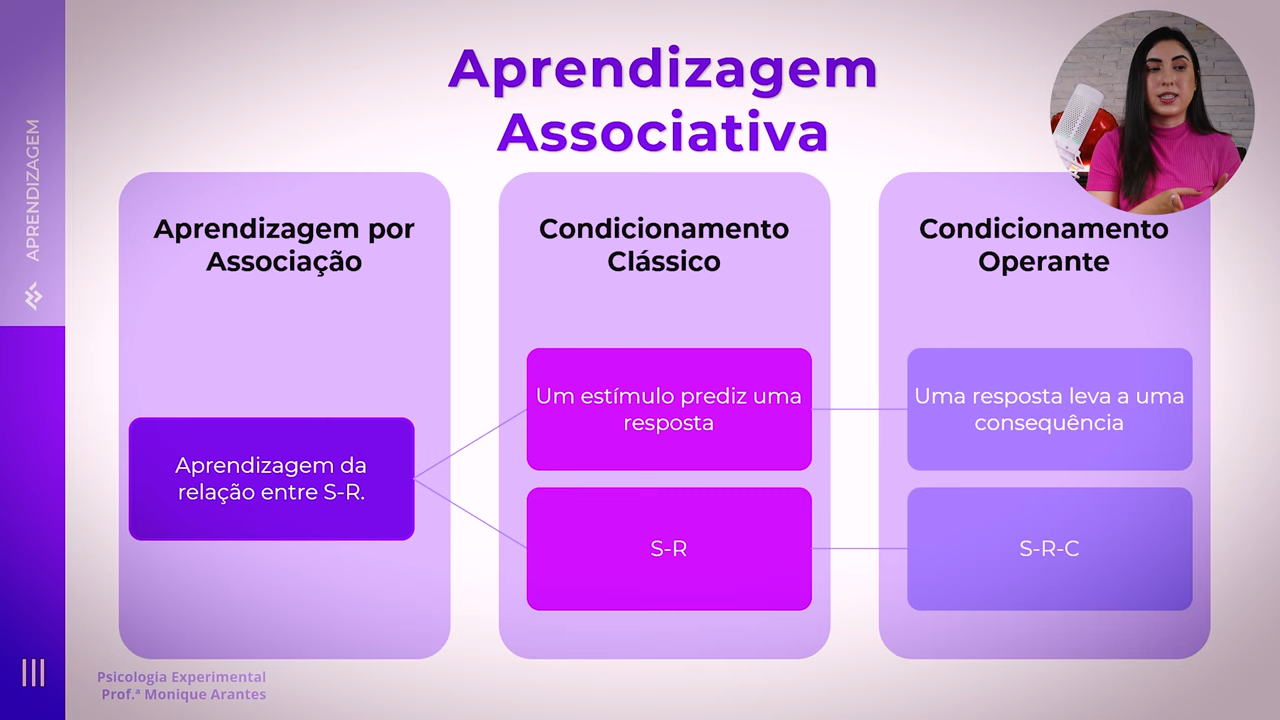 Aprendizagem
Associativa
APRENDIZAGEM
Aprendizagem por
Associação
Aprendizagem da
relação entre S-R.
Condicionamento
Clássico
Um estímulo prediz uma
resposta
S-R
Condicionamento
Operante
Uma resposta leva a uma
consequência
S-R-C
Psicologia Experimental
Prof.ª Monique Arantes